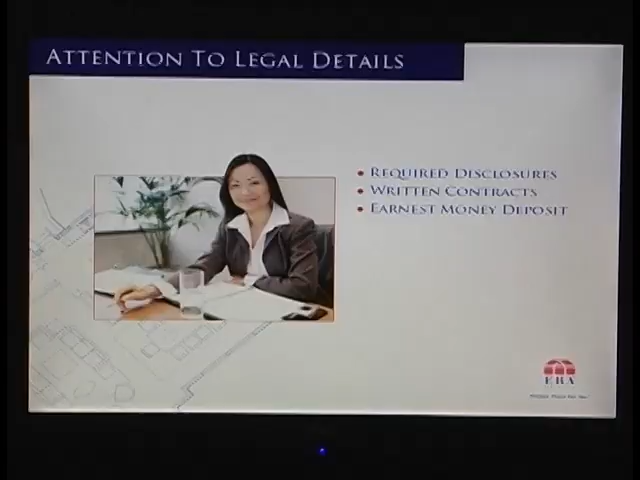 ATTENTION TO LEGAL DETAILS
• REQUIRED DISCLOSURES
• WRITTEN CONTRACTS
• EARNEST MONEY DEPOSIT
ERA